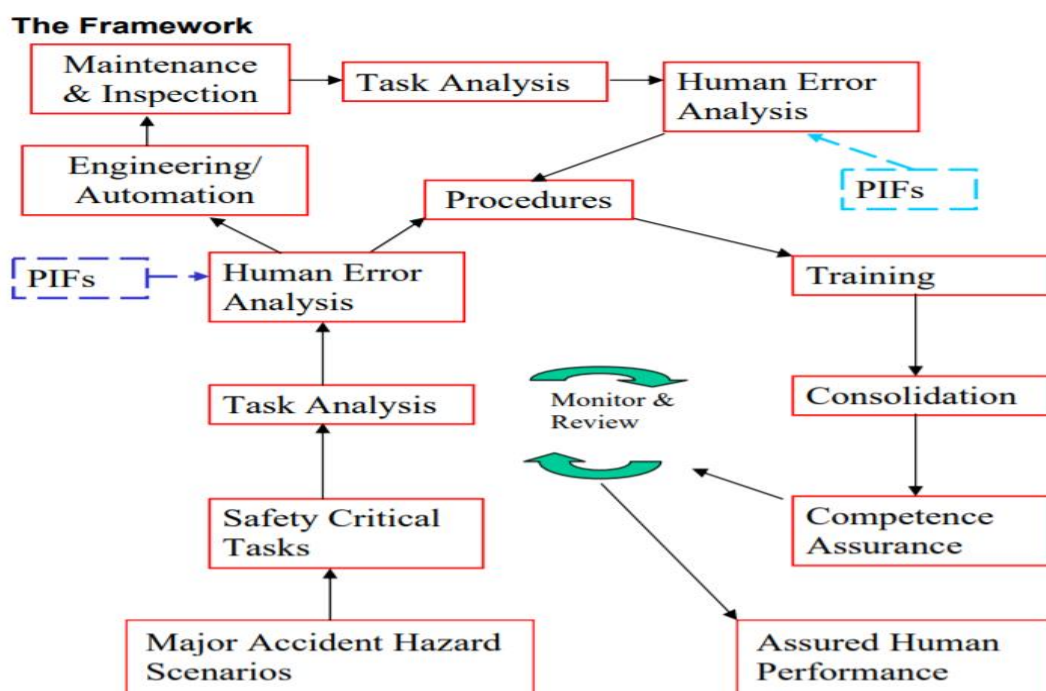 The Framework
Maintenance
& Inspection
Task Analysis
Human Error
Analysis
Engineering/
Automation
PIFs
Procedures
PIFs
Human Error
Analysis
Training
Task Analysis
Monitor &
Review
Consolidation
Safety Critical
Tasks
Competence
Assurance
Major Accident Hazard
Scenarios
Assured Human
Performance